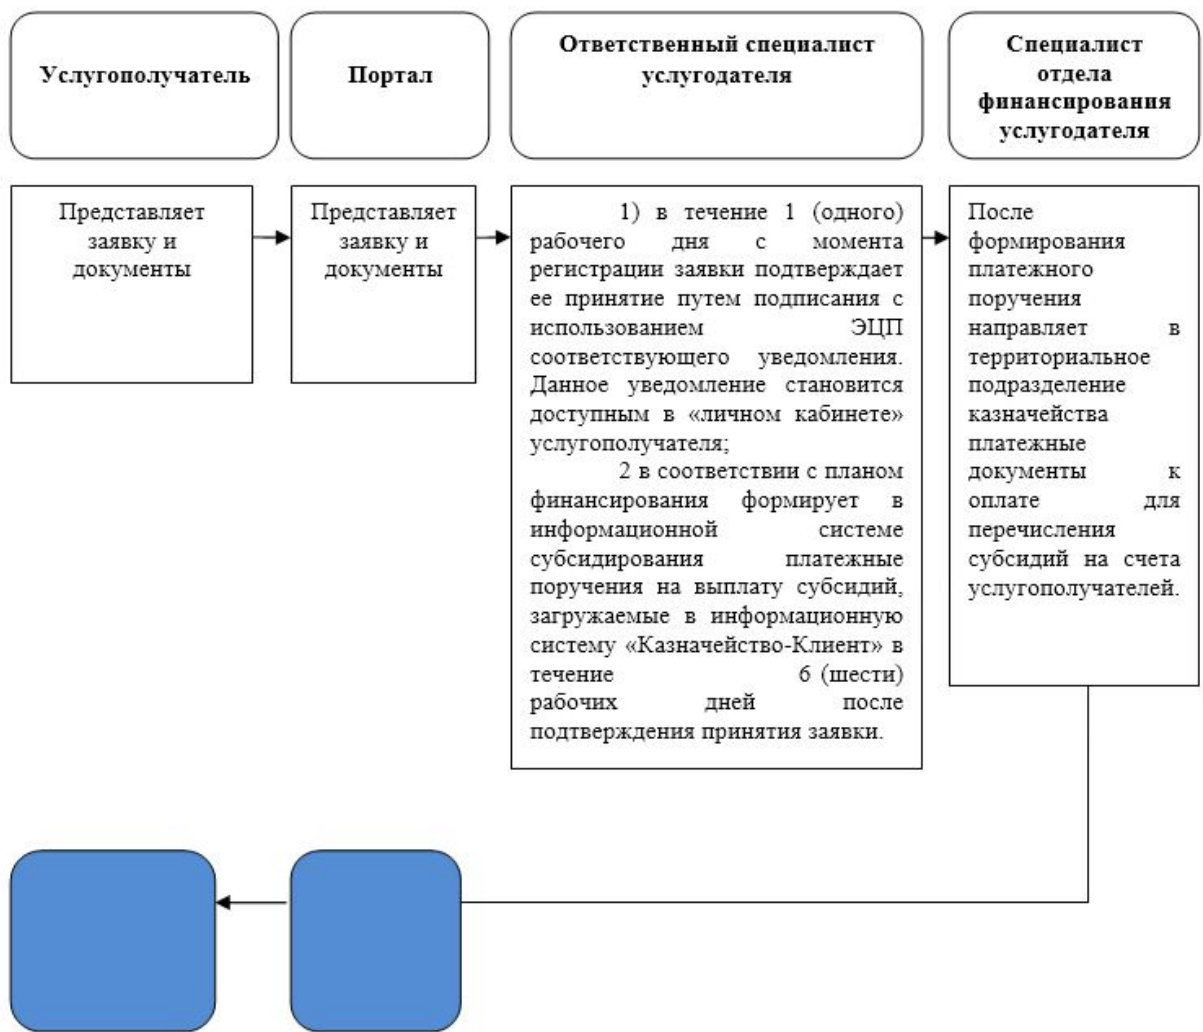 Услугополучатель
Портал
Ответственный специалист
услугодателя
Специалист
отдела
финансирования
услугодателя
Представляет
заявку и
документы
Представляет
заявку и
документы
1) в течение 1 (одного)
рабочего дня с момента
регистрации заявки подтверждает
ее принятие путем подписания с
использованием ЭЦП
соответствующего уведомления.
Данное уведомление становится
доступным в «личном кабинете»
услугополучателя;
2 в соответствии с планом
финансирования формирует в
информационной системе
субсидирования платежные
поручения на выплату субсидий,
загружаемые в информационную
систему «Казначейство-Клиент» в
течение 6 (шести)
рабочих дней после
подтверждения принятия заявки.
После
формирования
платежного
поручения
направляет в
территориальное
подразделение
казначейства
платежные
документы к
оплате для
перечисления
субсидий на счета
услугополучателей.